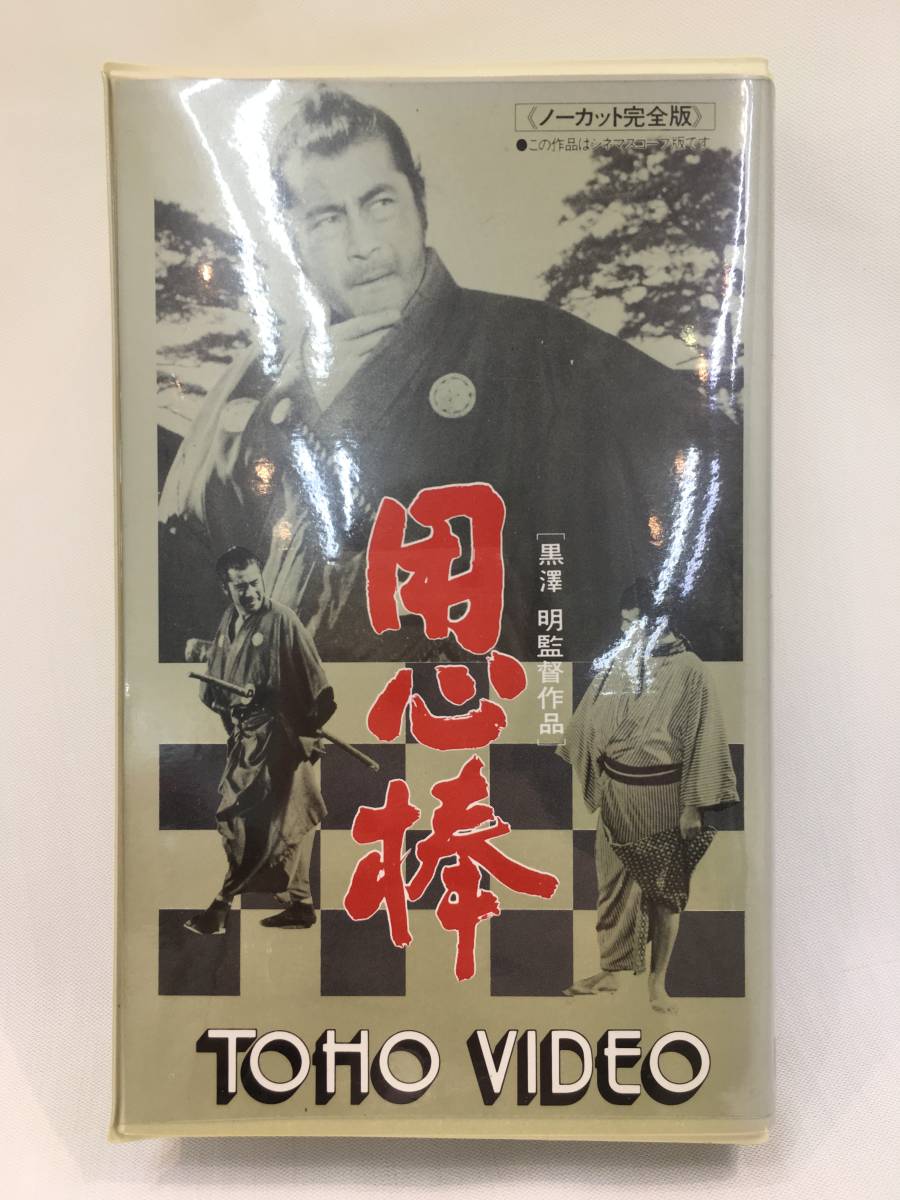 《ノーカット完全版》
●この作品はシネマスコープ版です
用心棒
[黒澤 明監督作品]
TOHO VIDEO